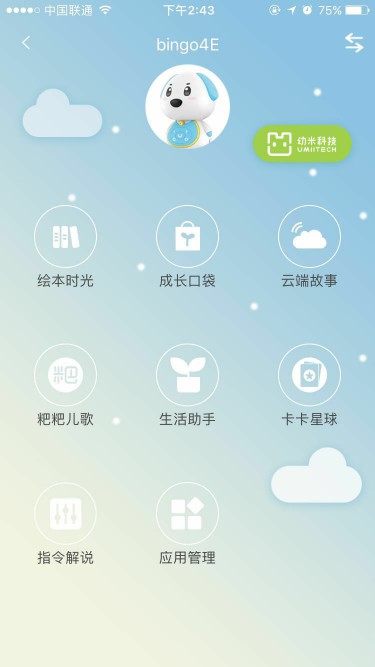 中国联通
下午2:43
75%
bingo4E
幼米科技
UMIITECH
绘本时光
成长口袋
云端故事
粑
粑粑儿歌
生活助手
卡卡星球
指令解说
应用管理